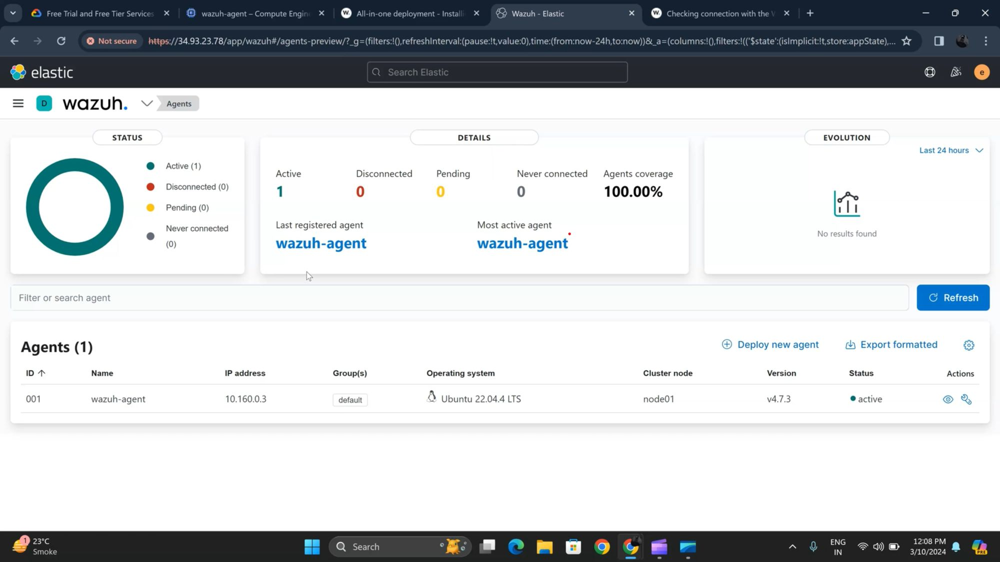 Free Trial and Free Tier Services
wazuh-agent – Compute Engin
All-in-one deployment - Installi
Wazuh - Elastic
Checking connection with the W
Not secure
https://34.93.23.78/app/wazuh#/agents-preview/?_g=(filters:!(),refreshInterval:(pause:!t,value:0),time:(from:now-24h,to:now))&_a=(columns:!(),filters:!(('$state':(isImplicit:!t,store:appState),...
elastic
Search Elastic
e
D
wazuh.
Agents
STATUS
Active (1)
Disconnected (0)
Pending (0)
Never connected
(0)
DETAILS
Active
Disconnected
Pending
Never connected
Agents coverage
1
0
0
0
100.00%
Last registered agent
Most active agent
wazuh-agent
wazuh-agent
EVOLUTION
Last 24 hours
No results found
Filter or search agent
Refresh
Agents (1)
Deploy new agent
Export formatted
ID
Name
IP address
Group(s)
Operating system
Cluster node
Version
Status
Actions
001
wazuh-agent
10.160.0.3
default
Ubuntu 22.04.4 LTS
node01
v4.7.3
active
1
23°C
Smoke
Search
ENG
IN
12:08 PM
3/10/2024
PRE